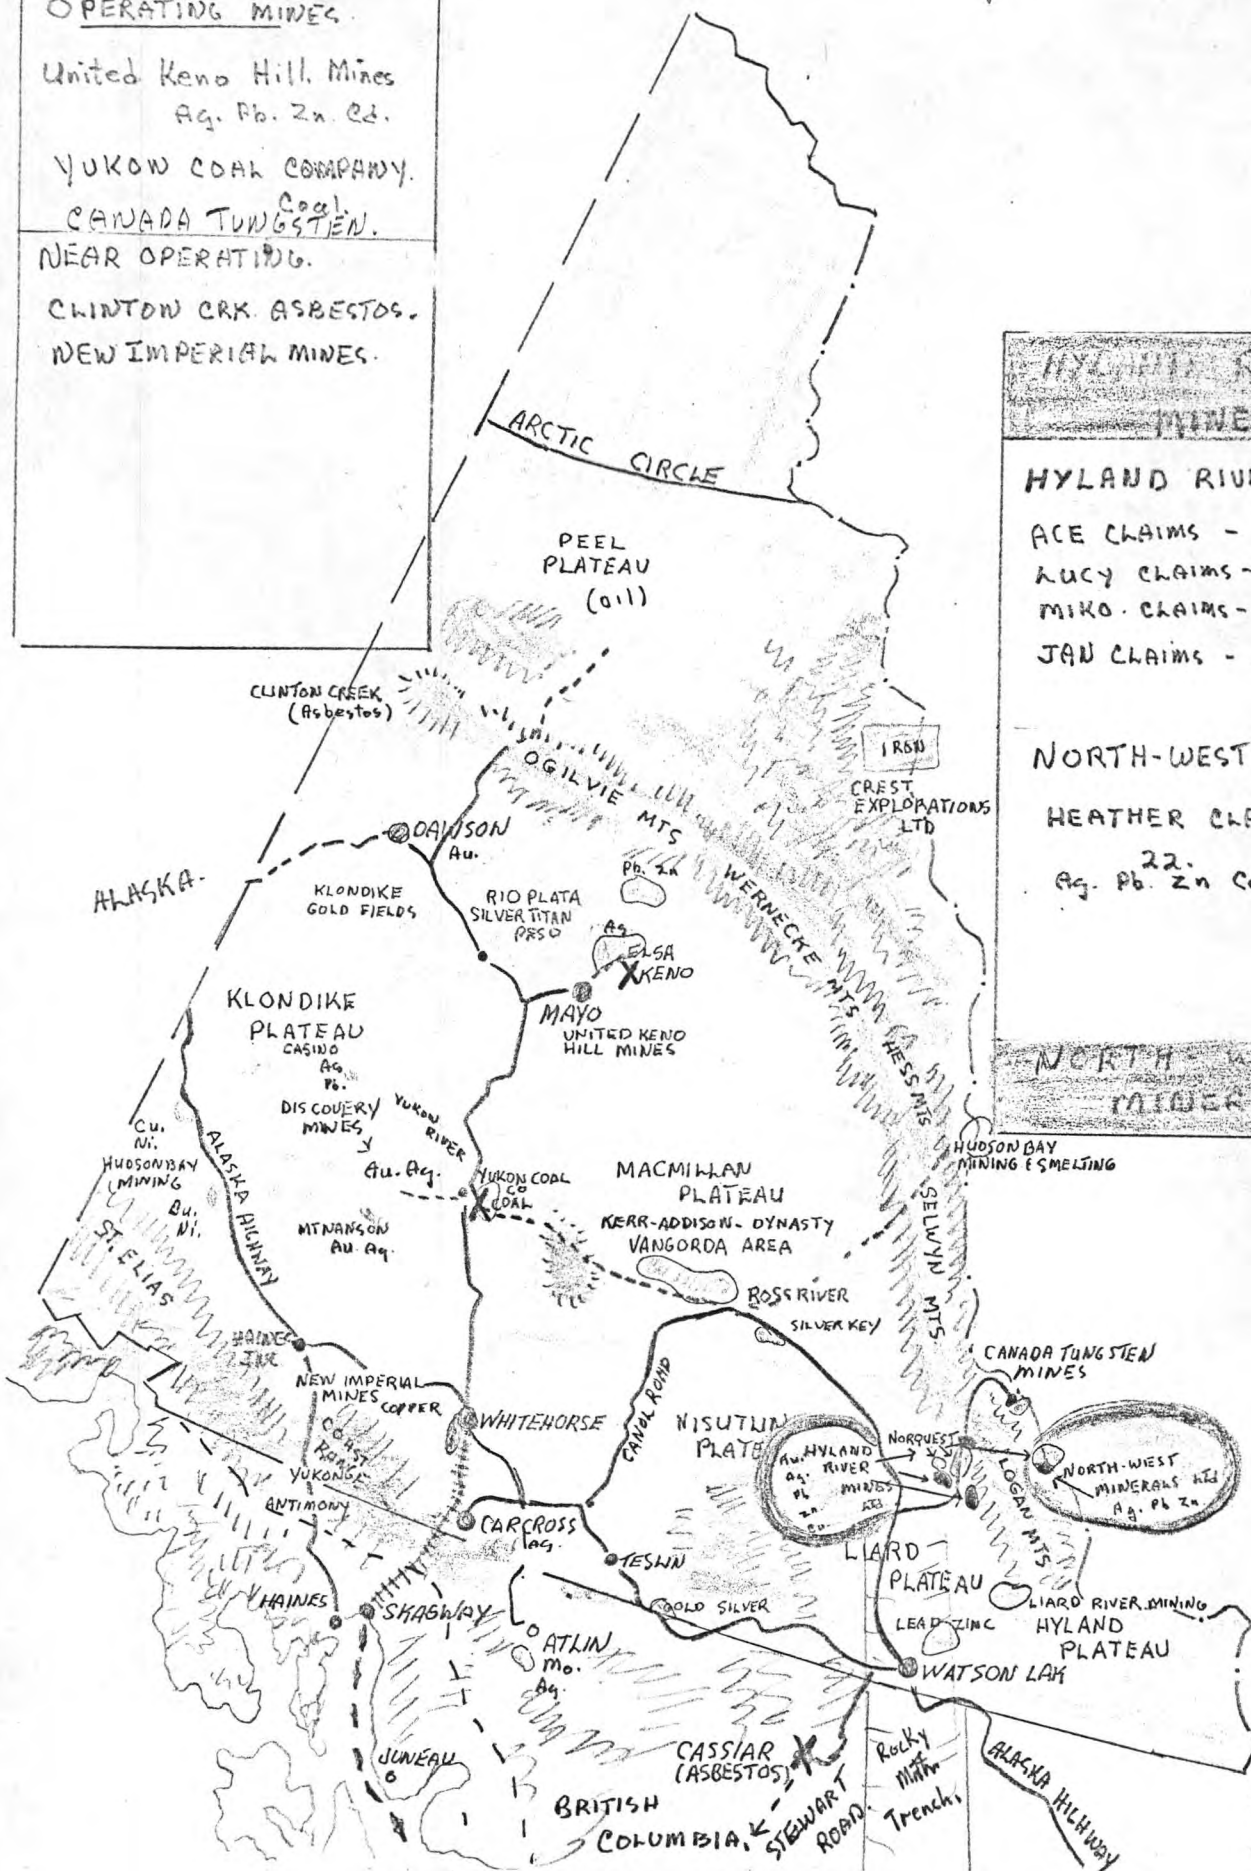 OPERATING MINES.
United Keno Hill. Mines
Ag. Pb. Zn. Cd.
YUKON COAL COMPANY.
Coal.
CANADA TUNGSTEN.
NEAR OPERATING.
CLINTON CRK. ASBESTOS.
NEW IMPERIAL MINES.
HYLAND RIV
ACE CLAIMS -
LUCY CLAIMS -
MIKO. CLAIMS -
JAN CLAIMS -
NORTH-WEST
HEATHER CL
22.
Ag. Pb. Zn
NORTH - W
MINER
ARCTIC CIRCLE
PEEL
PLATEAU
(oil)
CLINTON CREEK
(Asbestos)
OGILVIE MTS
IRON
CREST
EXPLORATIONS
LTD
DAWSON
Au.
ALASKA.
KLONDIKE
GOLD FIELDS
RIO PLATA
SILVER TITAN
PESO
Pb. Zn
WERNECKE MTS
Ag
ELSA
KENO
MAYO
UNITED KENO
HILL MINES
KLONDIKE
PLATEAU
CASINO
Ag
Pb.
DISCOVERY
MINES
Au. Ag.
YUKON
RIVER
HESS MTS
HUDSON BAY
MINING & SMELTING
Cu.
Ni.
HUDSON BAY
MINING
Ni.
ALASKA HIGHWAY
YUKON COAL
CO
COAL
MACMILLAN
PLATEAU
KERR-ADDISON-DYNASTY
VANGORDA AREA
SELWYN MTS
MT NANSON
Au. Ag.
ST. ELIAS
ROSS RIVER
SILVER KEY
HAINES
NEW IMPERIAL
MINES
COPPER
WHITEHORSE
CANOL ROAD
CANADA TUNGSTEN
MINES
NISUTLIN
PLATE
Au.
Ag.
Pb
Zn
Cu.
HYLAND
RIVER
MINES
Ltd
NORQUEST
LOGAN MTS
NORTH-WEST
MINERALS Ltd
Ag. Pb Zn.
COAST
RANGE
YUKON
ANTIMONY
CARCROSS
Ag.
TESLIN
LIARD
PLATEAU
LIARD RIVER MINING
HAINES
SKAGWAY
GOLD SILVER
LEAD ZINC
HYLAND
PLATEAU
ATLIN
Mo.
Ag.
WATSON LAK
JUNEAU
CASSIAR
(ASBESTOS)
ROCKY
Mtn
Trench.
STEWART
ROAD.
ALASKA HIGHWAY
BRITISH
COLUMBIA.